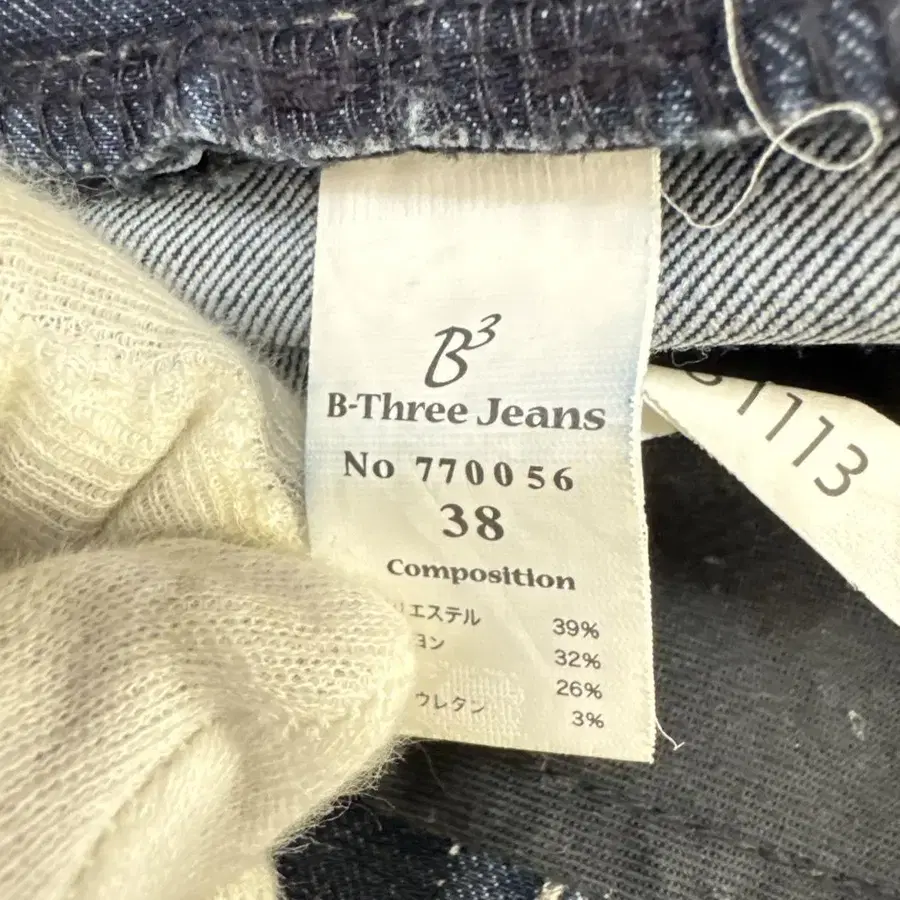 B³
B-Three Jeans
No 770056
38
Composition
リエステル 39%
ヨン 32%
26%
ウレタン 3%
1113